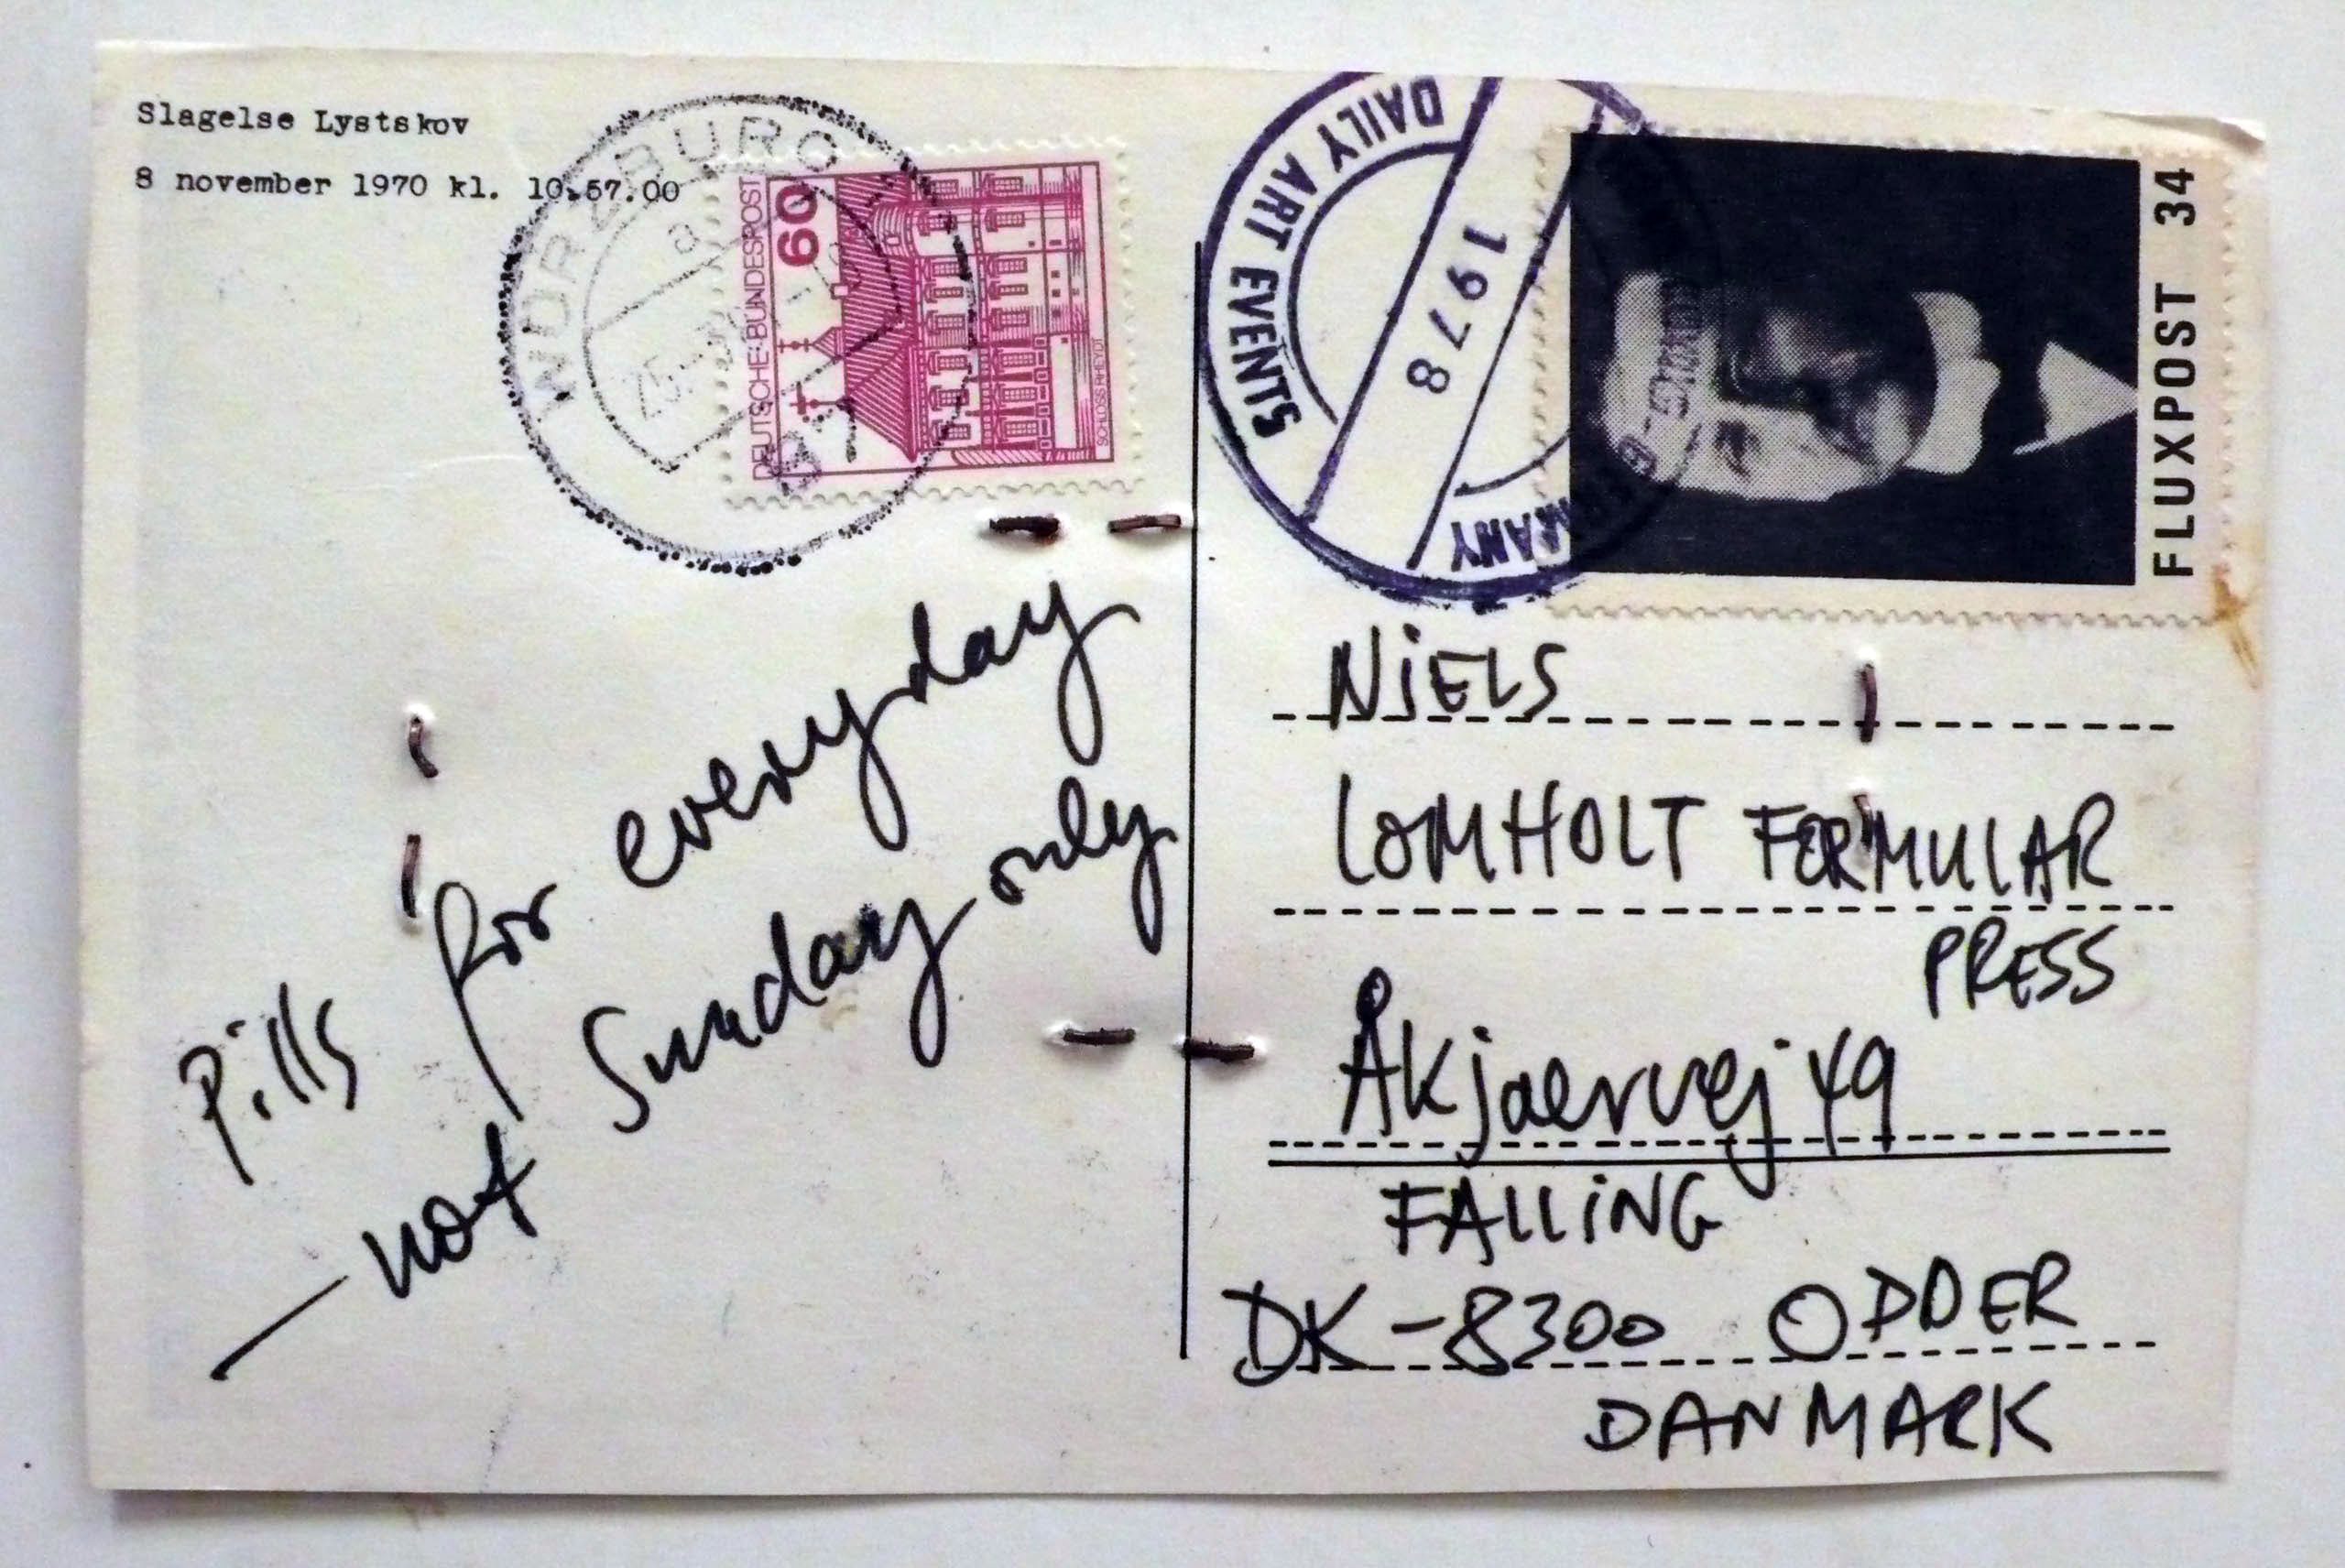 Slagelse Lystskov
8 november 1970 kl. 10.57.00
WÜRZBURG
a
25.
87
DEUTSCHE BUNDESPOST
60
SCHLOSS RHEYDT
DAILY ART EVENTS
1978
FLUXPOST 34
Pills for everyday
— not Sunday only
NiELS
LOMHOLT FORMULAR
PRESS
Åkjaervej 49
FALLiNG
DK-8300 ODDER
DANMARK